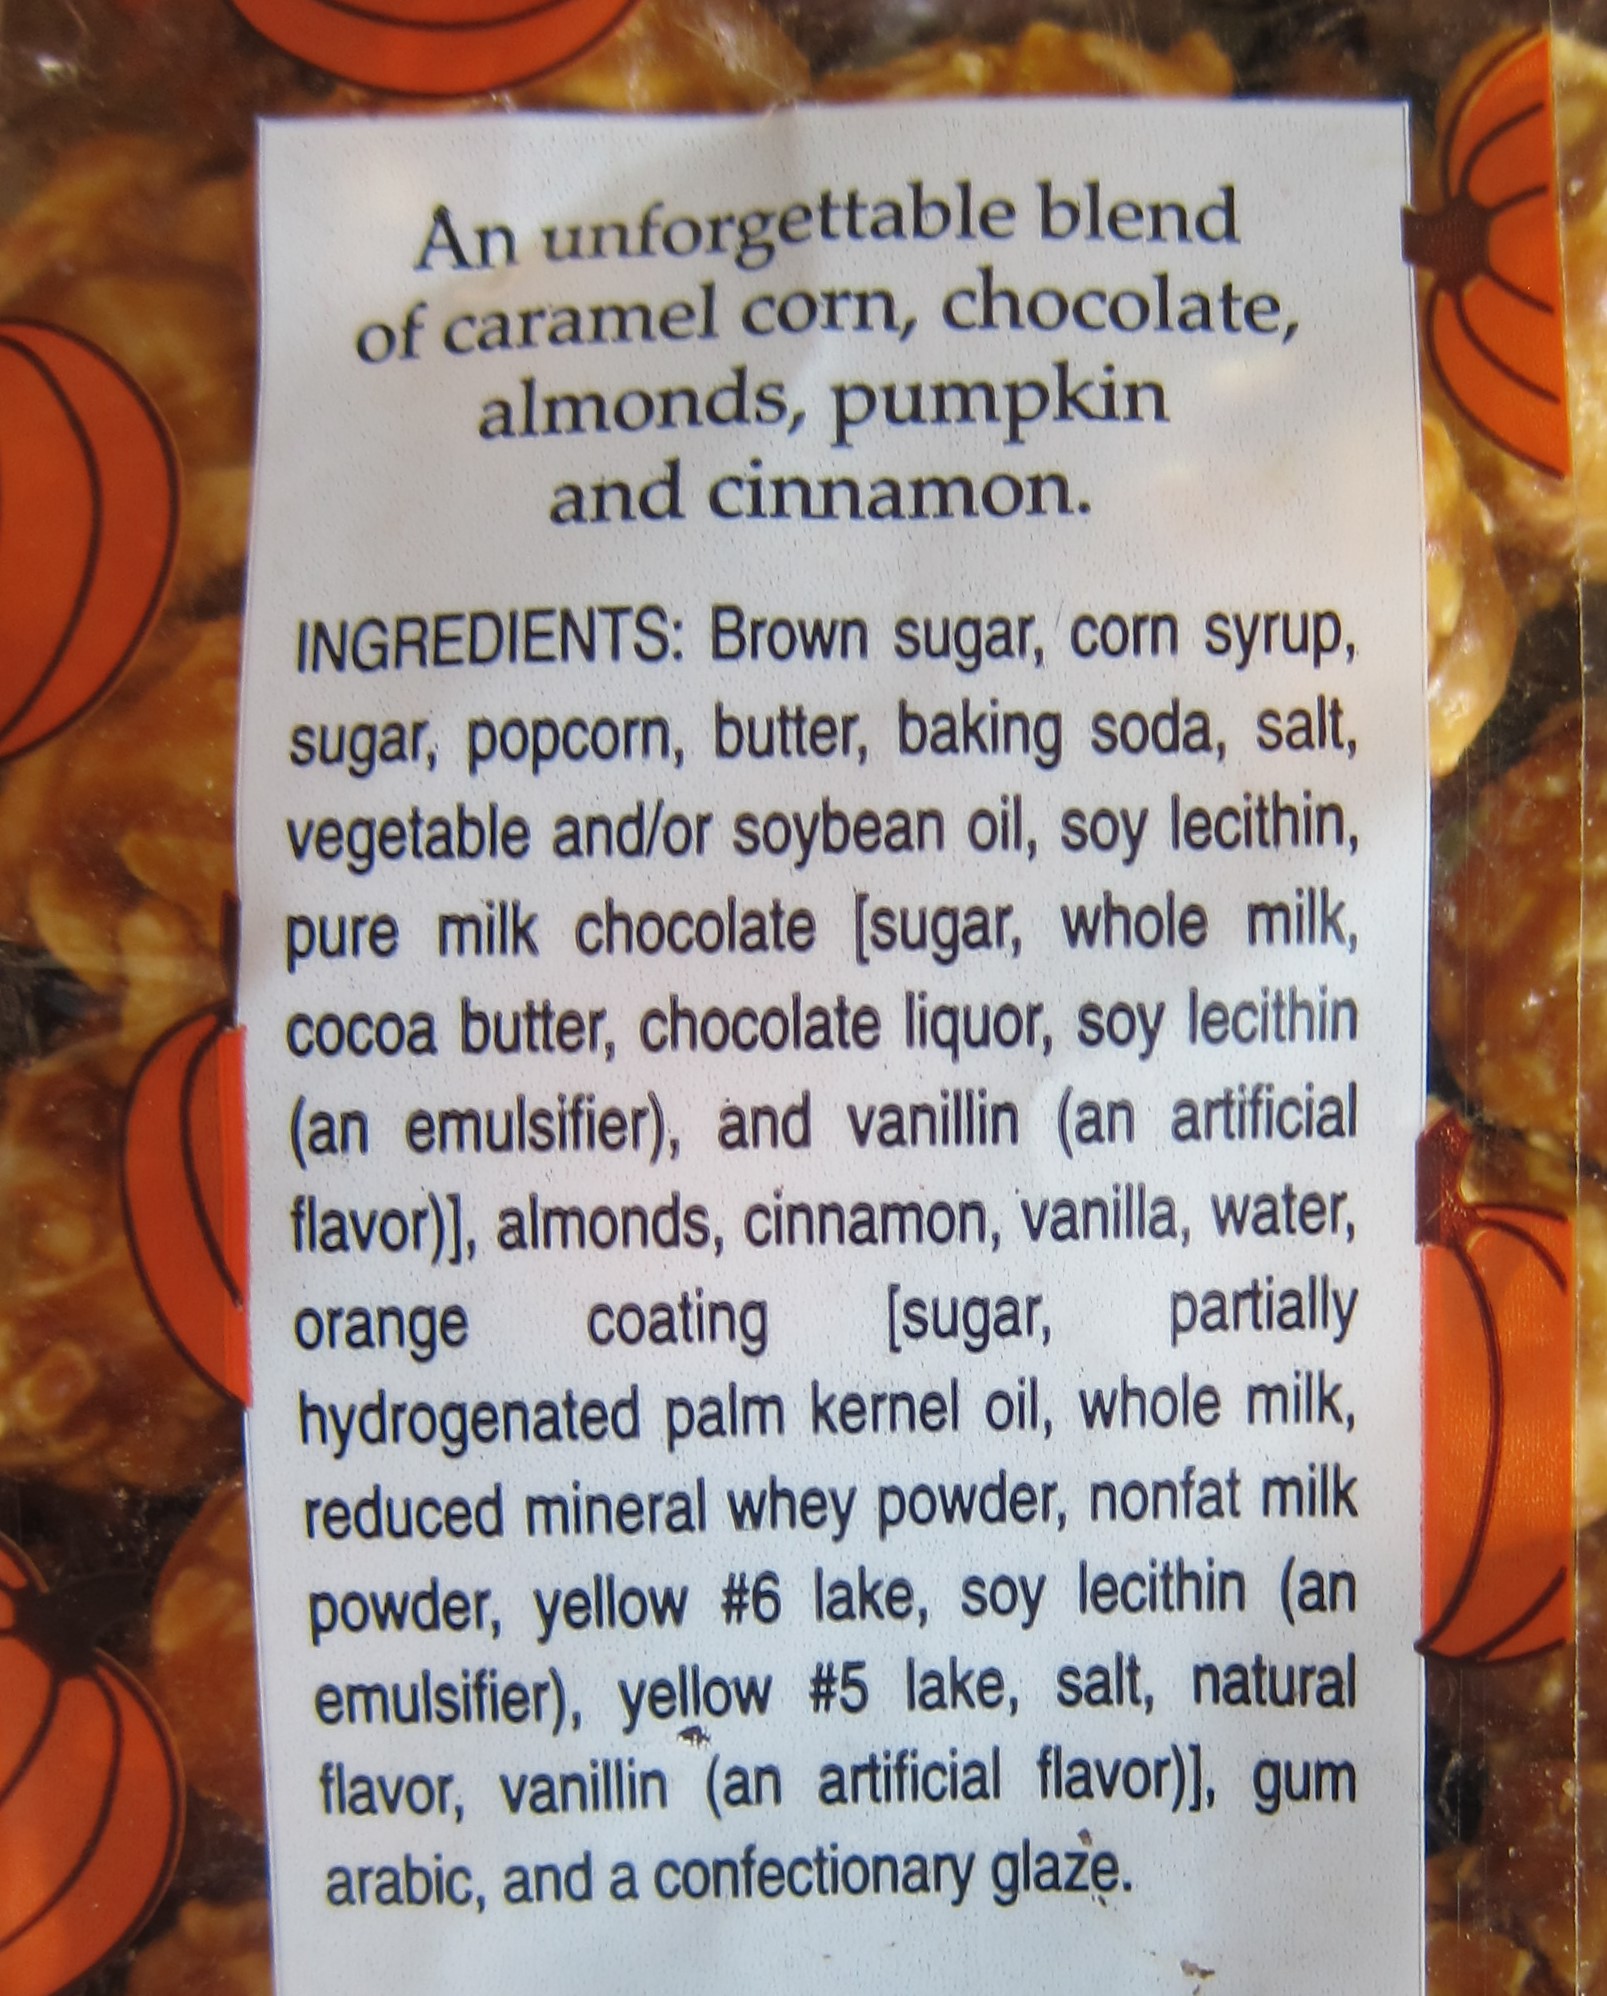 An unforgettable blend
of caramel corn, chocolate,
almonds, pumpkin
and cinnamon.
INGREDIENTS: Brown sugar, corn syrup,
sugar, popcorn, butter, baking soda, salt,
vegetable and/or soybean oil, soy lecithin,
pure milk chocolate [sugar, whole milk,
cocoa butter, chocolate liquor, soy lecithin
(an emulsifier), and vanillin (an artificial
flavor)], almonds, cinnamon, vanilla, water,
orange coating [sugar, partially
hydrogenated palm kernel oil, whole milk,
reduced mineral whey powder, nonfat milk
powder, yellow #6 lake, soy lecithin (an
emulsifier), yellow #5 lake, salt, natural
flavor, vanillin (an artificial flavor)], gum
arabic, and a confectionary glaze.